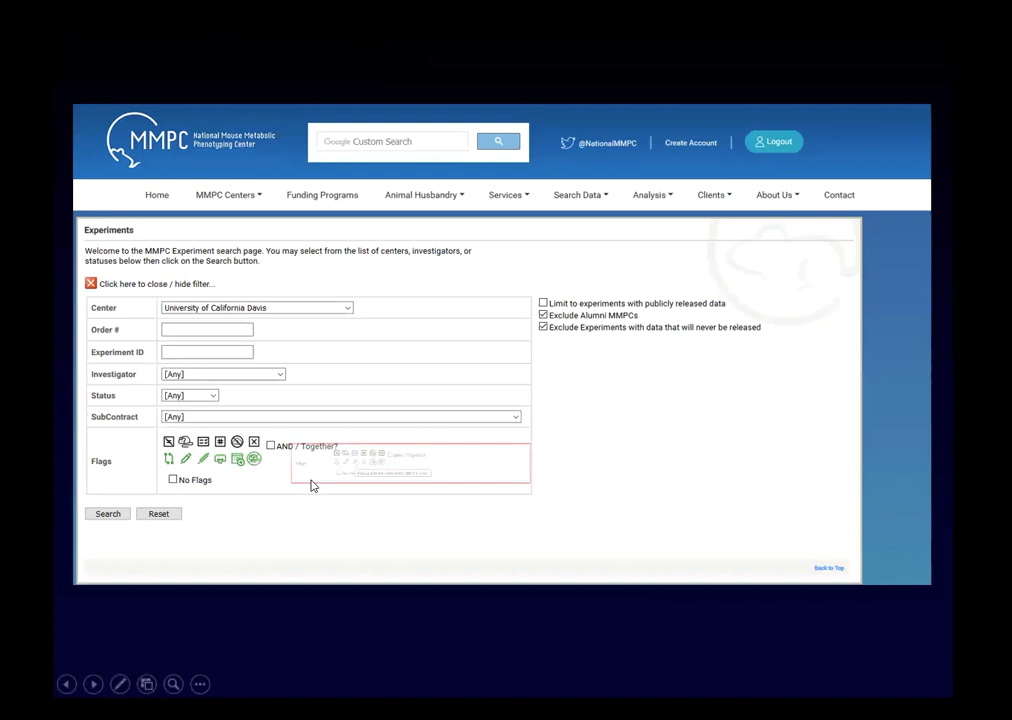 MMPC National Mouse Metabolic
Phenotyping Center
Google Custom Search
@NationalMMPC
Create Account
Logout
Home MMPC Centers Funding Programs Animal Husbandry Services Search Data Analysis Clients About Us Contact
Experiments
Welcome to the MMPC Experiment search page. You may select from the list of centers, investigators, or
statuses below then click on the Search button.
Click here to close / hide filter...
Center University of California Davis
Order #
Experiment ID
Investigator [Any]
Status [Any]
SubContract [Any]
Flags
AND / Together?
No Flags
Limit to experiments with publicly released data
Exclude Alumni MMPCs
Exclude Experiments with data that will never be released
Flags
Search Reset
Back to Top